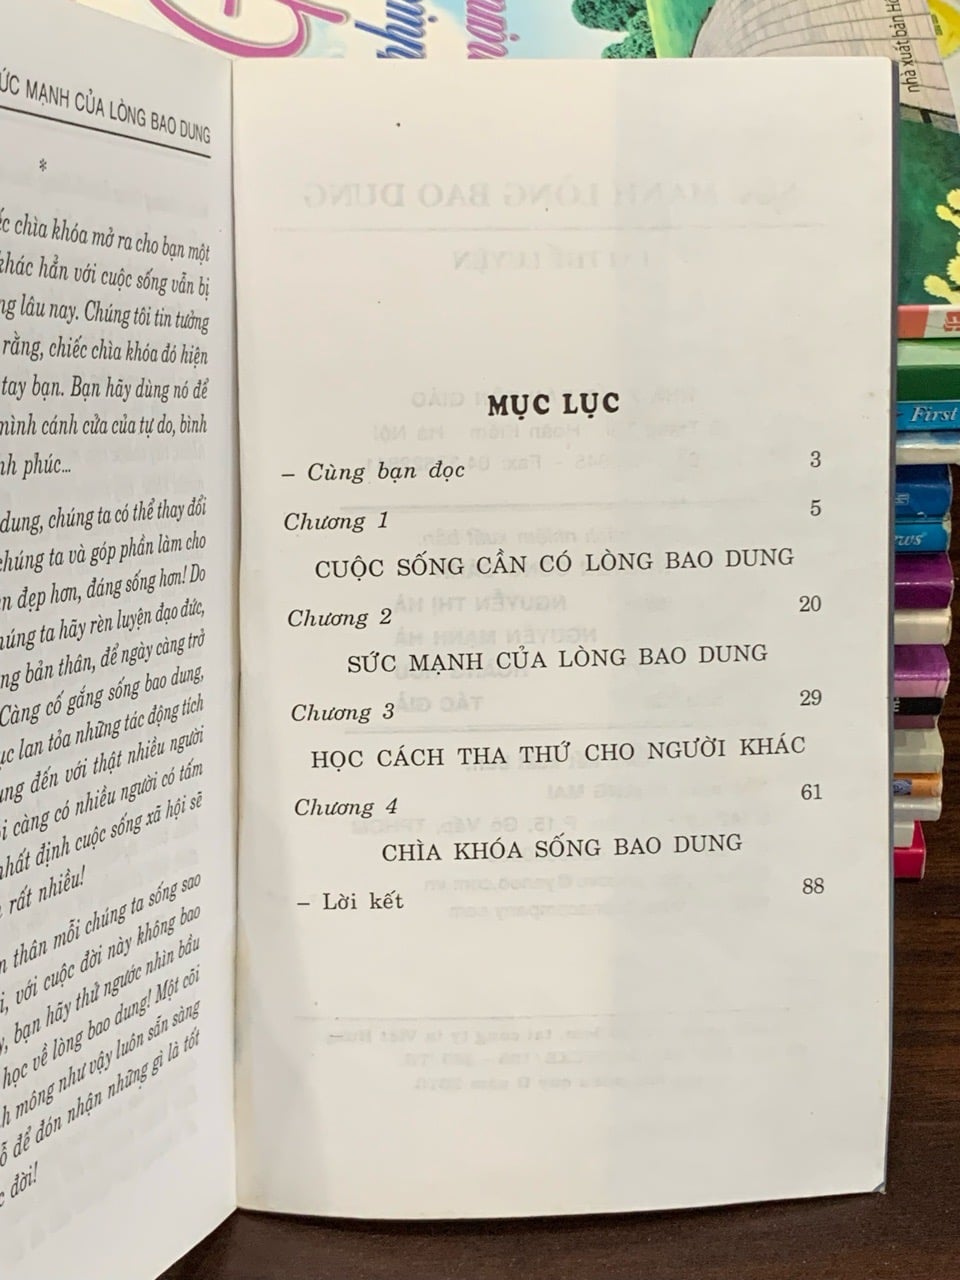 SỨC MẠNH CỦA LÒNG BAO DUNG
*
chìa khóa mở ra cho bạn một
khác hẳn với cuộc sống vẫn bị
lâu nay. Chúng tôi tin tưởng
rằng, chiếc chìa khóa đó hiện
tay bạn. Bạn hãy dùng nó để
mình cánh cửa của tự do, bình
phúc...
dung, chúng ta có thể thay đổi
chúng ta và góp phần làm cho
đẹp hơn, đáng sống hơn! Do
chúng ta hãy rèn luyện đạo đức,
bản thân, để ngày càng trở
Càng cố gắng sống bao dung,
lan tỏa những tác động tích
đến với thật nhiều người
càng có nhiều người có tấm
nhất định cuộc sống xã hội sẽ
rất nhiều!
thân mỗi chúng ta sống sao
với cuộc đời này không bao
bạn hãy thử ngước nhìn bầu
học về lòng bao dung! Một cõi
mông như vậy luôn sẵn sàng
để đón nhận những gì là tốt
đời!
MỤC LỤC
– Cùng bạn đọc 3
Chương 1 5
CUỘC SỐNG CẦN CÓ LÒNG BAO DUNG
Chương 2 20
SỨC MẠNH CỦA LÒNG BAO DUNG
Chương 3 29
HỌC CÁCH THA THỨ CHO NGƯỜI KHÁC
Chương 4 61
CHÌA KHÓA SỐNG BAO DUNG
– Lời kết 88
nhà xuất bản
First